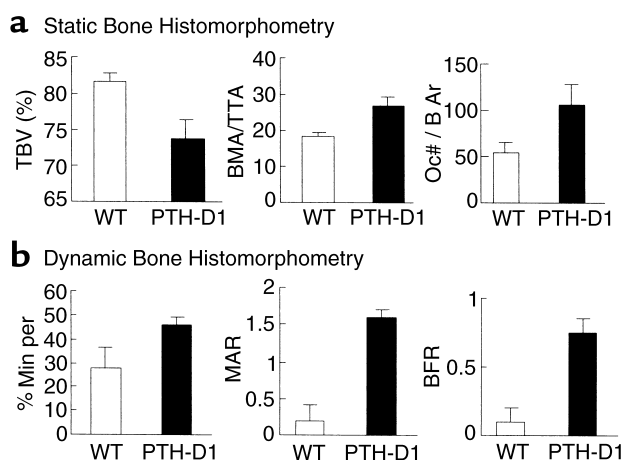 a Static Bone Histomorphometry
TBV (%)
85
80
75
70
65
WT PTH-D1
BMA/TTA
40
30
20
10
0
WT PTH-D1
Oc# / B Ar
150
100
50
0
WT PTH-D1
b Dynamic Bone Histomorphometry
% Min per
60
50
40
30
20
10
0
WT PTH-D1
MAR
2
1.5
1
0.5
0
WT PTH-D1
BFR
1
0.5
0
WT PTH-D1